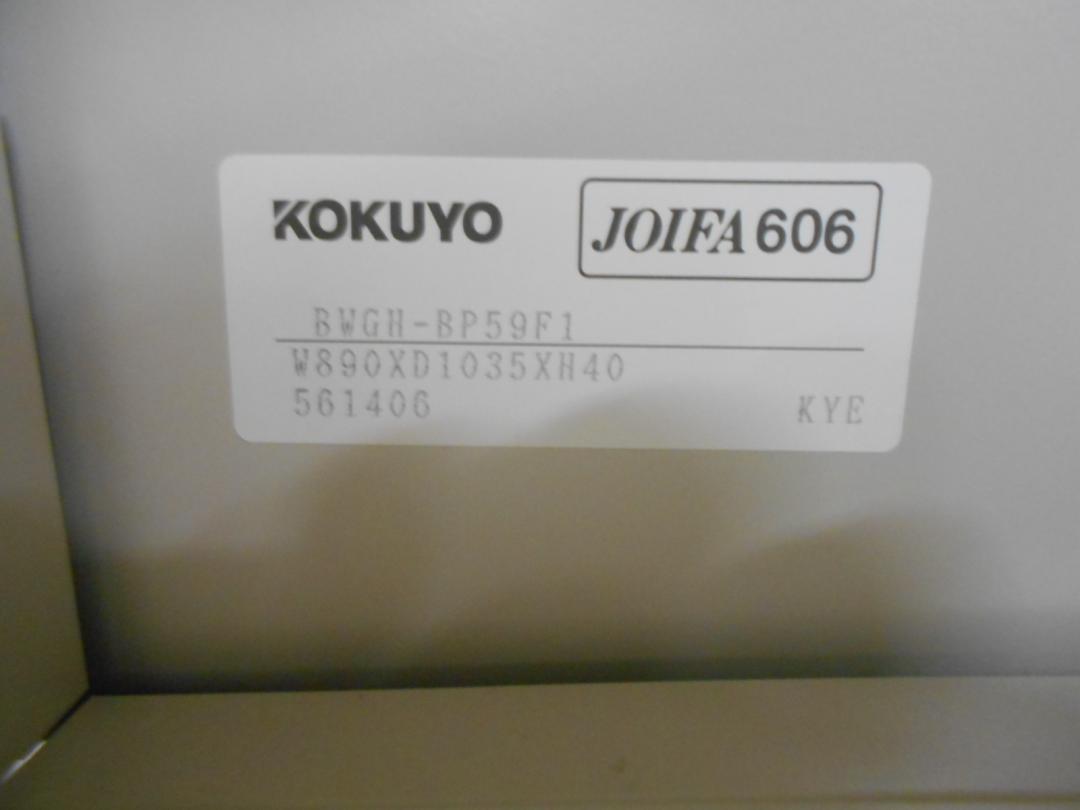 KOKUYO JOIFA 606
BWGH-BP59F1
W890XD1035XH40
561406 KYE